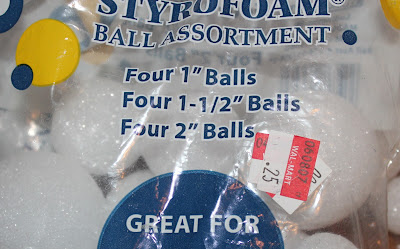 STYROFOAM®
BALL ASSORTMENT
Four 1” Balls
Four 1-1/2” Balls
Four 2” Balls
WAL-MART
.25
GREAT FOR